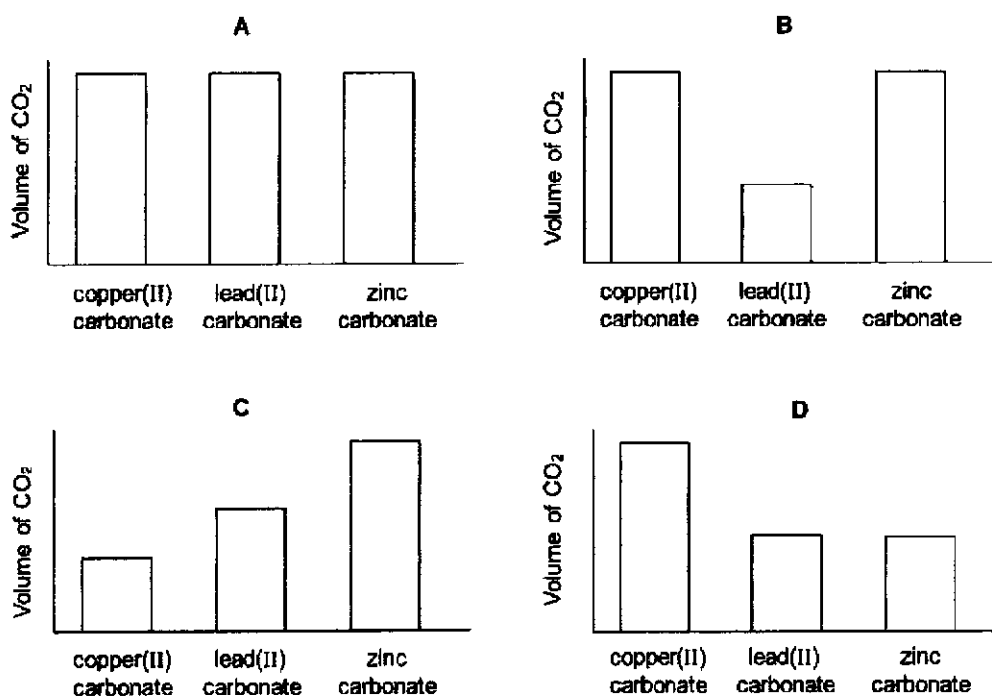 A
Volume of CO₂
copper(II) carbonate
lead(II) carbonate
zinc carbonate
B
Volume of CO₂
copper(II) carbonate
lead(II) carbonate
zinc carbonate
C
Volume of CO₂
copper(II) carbonate
lead(II) carbonate
zinc carbonate
D
Volume of CO₂
copper(II) carbonate
lead(II) carbonate
zinc carbonate